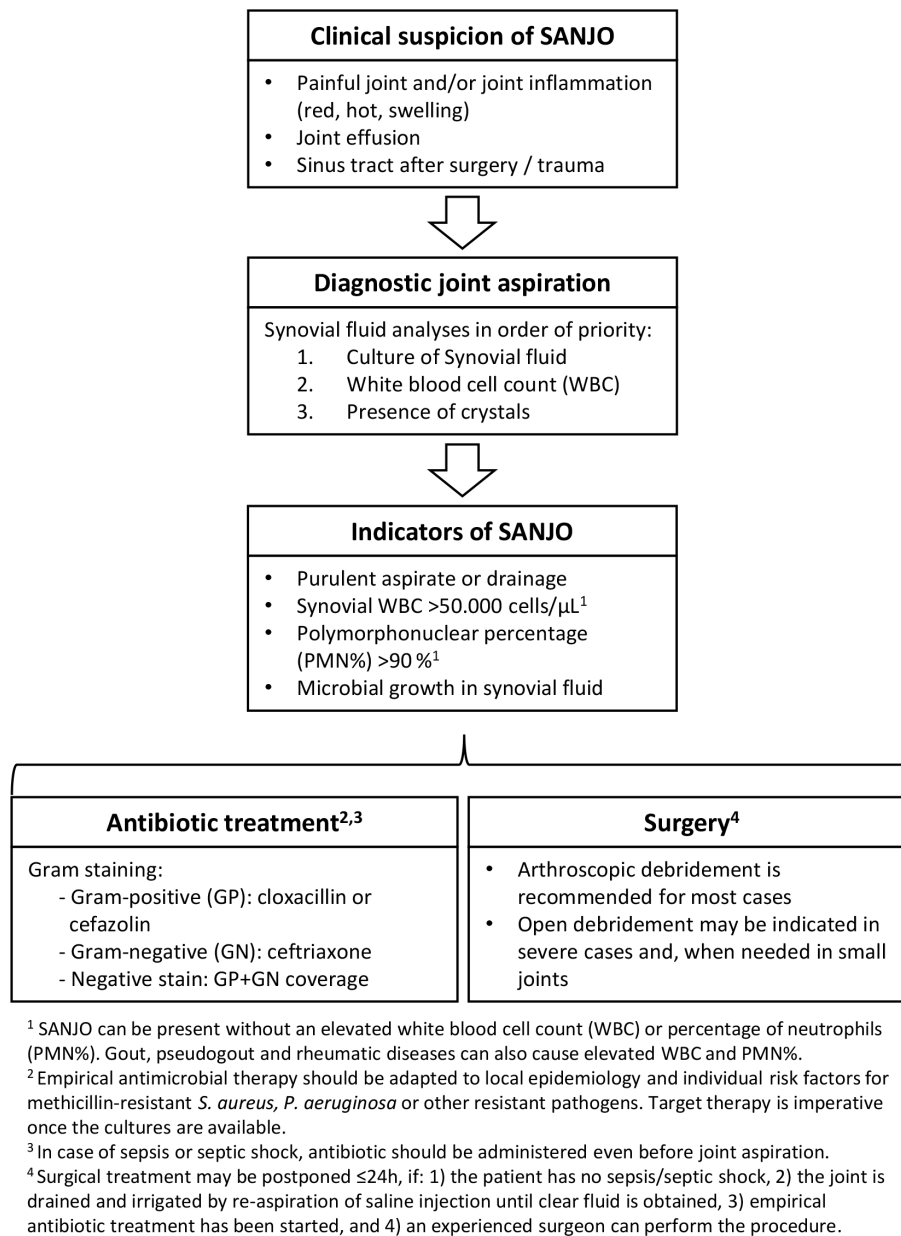 Clinical suspicion of SANJO
• Painful joint and/or joint inflammation
(red, hot, swelling)
• Joint effusion
• Sinus tract after surgery / trauma
Diagnostic joint aspiration
Synovial fluid analyses in order of priority:
1. Culture of Synovial fluid
2. White blood cell count (WBC)
3. Presence of crystals
Indicators of SANJO
• Purulent aspirate or drainage
• Synovial WBC >50.000 cells/µL¹
• Polymorphonuclear percentage
(PMN%) >90 %¹
• Microbial growth in synovial fluid
Antibiotic treatment²,³
Gram staining:
- Gram-positive (GP): cloxacillin or
cefazolin
- Gram-negative (GN): ceftriaxone
- Negative stain: GP+GN coverage
Surgery⁴
• Arthroscopic debridement is
recommended for most cases
• Open debridement may be indicated in
severe cases and, when needed in small
joints
¹ SANJO can be present without an elevated white blood cell count (WBC) or percentage of neutrophils
(PMN%). Gout, pseudogout and rheumatic diseases can also cause elevated WBC and PMN%.
² Empirical antimicrobial therapy should be adapted to local epidemiology and individual risk factors for
methicillin-resistant S. aureus, P. aeruginosa or other resistant pathogens. Target therapy is imperative
once the cultures are available.
³ In case of sepsis or septic shock, antibiotic should be administered even before joint aspiration.
⁴ Surgical treatment may be postponed ≤24h, if: 1) the patient has no sepsis/septic shock, 2) the joint is
drained and irrigated by re-aspiration of saline injection until clear fluid is obtained, 3) empirical
antibiotic treatment has been started, and 4) an experienced surgeon can perform the procedure.